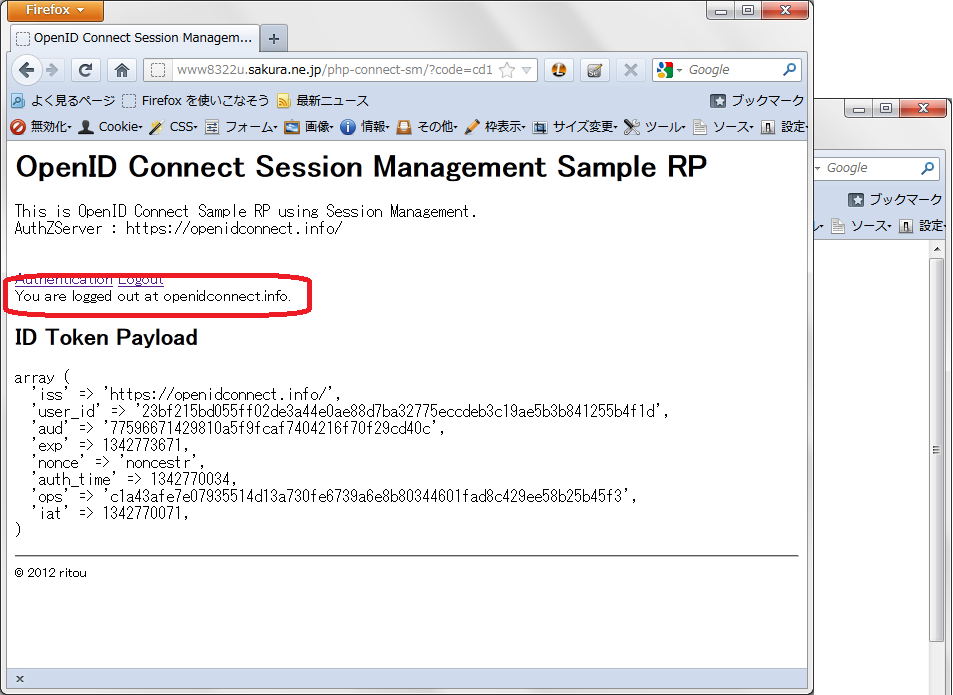 Firefox
OpenID Connect Session Managem...
www8322u.sakura.ne.jp/php-connect-sm/?code=cd1
Google
よく見るページ Firefox を使いこなそう 最新ニュース ブックマーク
無効化 Cookie CSS フォーム 画像 情報 その他 枠表示 サイズ変更 ツール ソース 設定
OpenID Connect Session Management Sample RP
This is OpenID Connect Sample RP using Session Management.
AuthZServer : https://openidconnect.info/
Authentication Logout
You are logged out at openidconnect.info.
ID Token Payload
array (
'iss' => 'https://openidconnect.info/',
'user_id' => '23bf215bd055ff02de3a44e0ae88d7ba32775eccdeb3c19ae5b3b841255b4f1d',
'aud' => '77596671429810a5f9fcaf7404216f70f29cd40c',
'exp' => 1342773671,
'nonce' => 'noncestr',
'auth_time' => 1342770034,
'ops' => 'c1a43afe7e07935514d13a730fe6739a6e8b80344601fad8c429ee58b25b45f3',
'iat' => 1342770071,
)
© 2012 ritou
Google
ブックマーク
ソース 設定